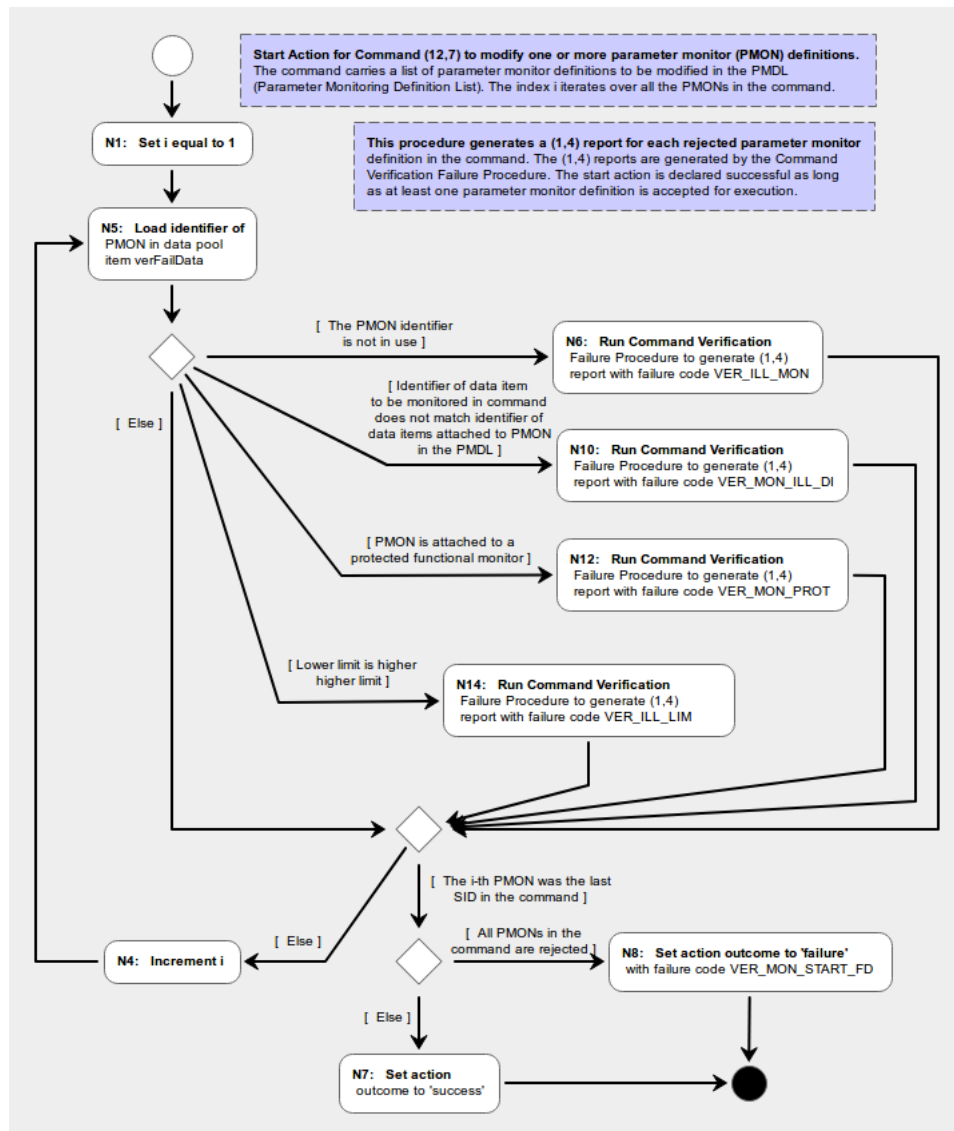 Start Action for Command (12,7) to modify one or more parameter monitor (PMON) definitions.
The command carries a list of parameter monitor definitions to be modified in the PMDL
(Parameter Monitoring Definition List). The index i iterates over all the PMONs in the command.
N1: Set i equal to 1
This procedure generates a (1,4) report for each rejected parameter monitor
definition in the command. The (1,4) reports are generated by the Command
Verification Failure Procedure. The start action is declared successful as long
as at least one parameter monitor definition is accepted for execution.
N5: Load identifier of
PMON in data pool
item verFailData
[ The PMON identifier
is not in use ]
N6: Run Command Verification
Failure Procedure to generate (1,4)
report with failure code VER_ILL_MON
[ Identifier of data item
to be monitored in command
does not match identifier of
data items attached to PMON
in the PMDL ]
[ Else ]
N10: Run Command Verification
Failure Procedure to generate (1,4)
report with failure code VER_MON_ILL_DI
[ PMON is attached to a
protected functional monitor ]
N12: Run Command Verification
Failure Procedure to generate (1,4)
report with failure code VER_MON_PROT
[ Lower limit is higher
higher limit ]
N14: Run Command Verification
Failure Procedure to generate (1,4)
report with failure code VER_ILL_LIM
[ The i-th PMON was the last
SID in the command ]
[ Else ]
N4: Increment i
[ All PMONs in the
command are rejected ]
N8: Set action outcome to 'failure'
with failure code VER_MON_START_FD
[ Else ]
N7: Set action
outcome to 'success'